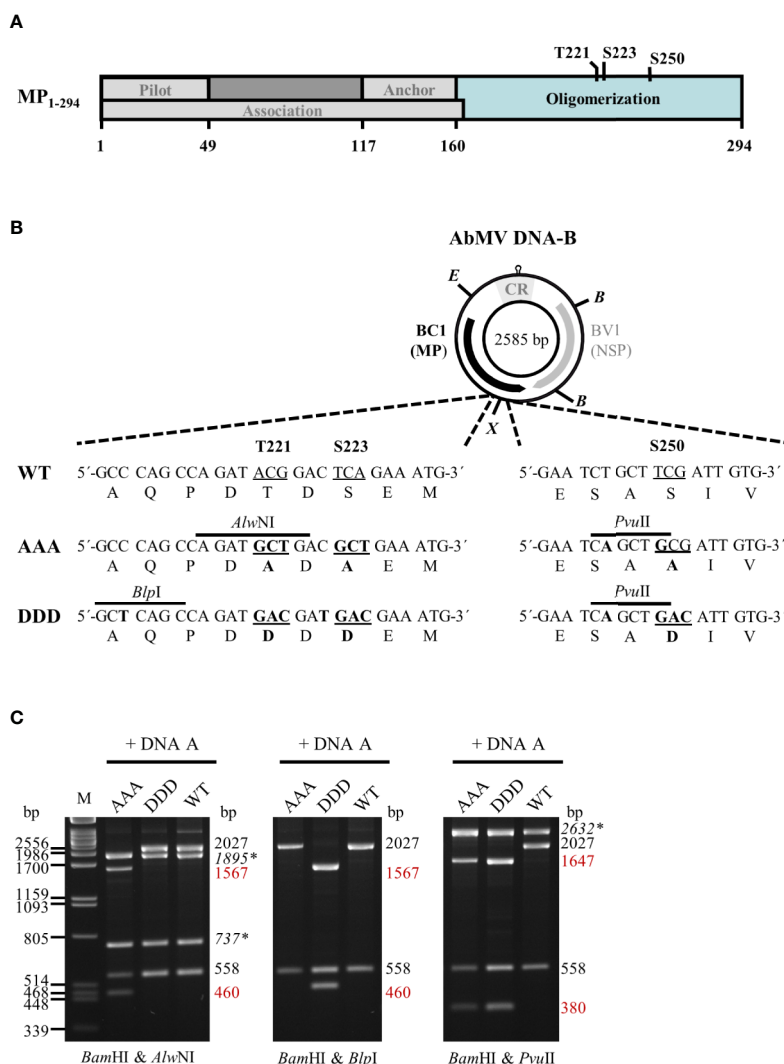 A
T221 S223 S250
MP1-294
Pilot Anchor Oligomerization
Association
1 49 117 160 294
B
AbMV DNA-B
E CR B
BC1 (MP)
2585 bp
BV1 (NSP)
B
X
T221 S223 S250
WT 5´-GCC CAG CCA GAT ACG GAC TCA GAA ATG-3´ 5´-GAA TCT GCT TCG ATT GTG-3´
A Q P D T D S E M E S A S I V
AlwNI PvuII
AAA 5´-GCC CAG CCA GAT GCT GAC GCT GAA ATG-3´ 5´-GAA TCA GCT GCG ATT GTG-3´
A Q P D A D A E M E S A A I V
BlpI PvuII
DDD 5´-GCT CAG CCA GAT GAC GAT GAC GAA ATG-3´ 5´-GAA TCA GCT GAC ATT GTG-3´
A Q P D D D D E M E S A D I V
C
+ DNA A + DNA A + DNA A
bp M AAA DDD WT bp AAA DDD WT bp AAA DDD WT bp
2556
1986
1700
1159
1093
805
514
468
448
339
2027
1895*
1567
737*
558
460
2027
1567
558
460
2632*
2027
1647
558
380
BamHI & AlwNI BamHI & BlpI BamHI & PvuII